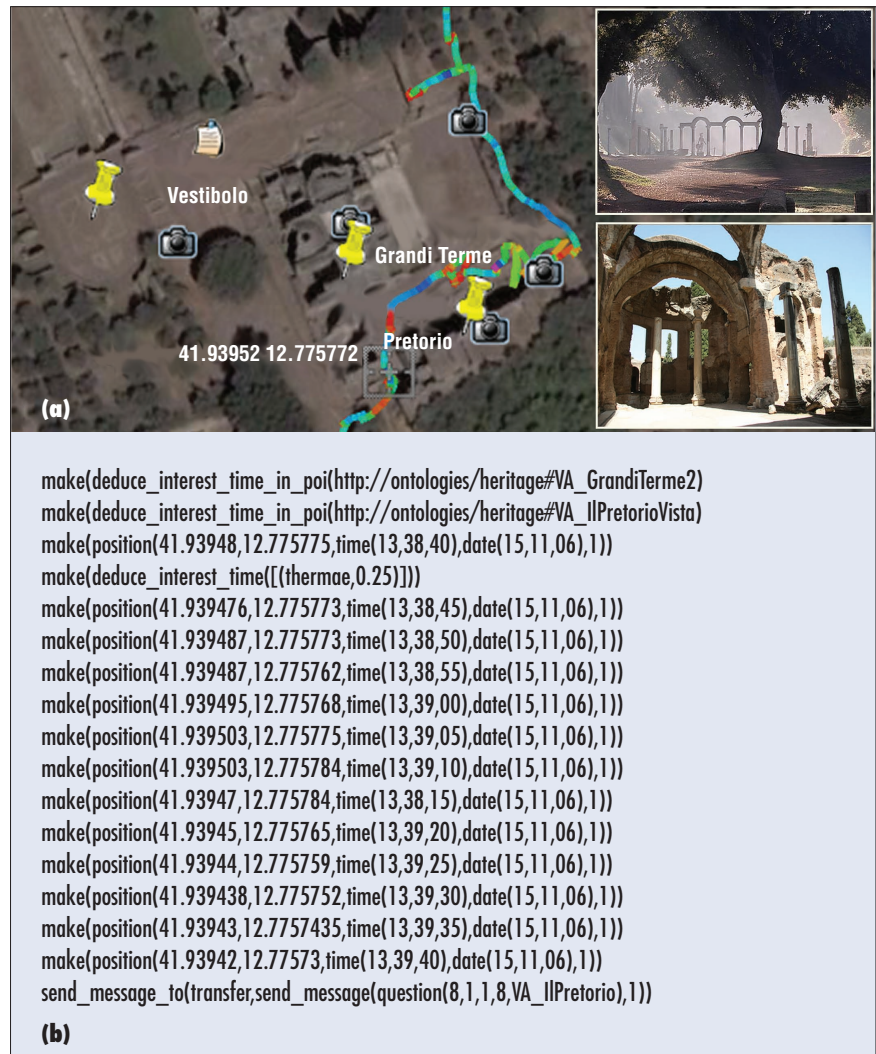 Vestibolo
Grandi Terme
Pretorio
41.93952 12.775772
(a)
make(deduce_interest_time_in_poi(http://ontologies/heritage#VA_GrandiTerme2)
make(deduce_interest_time_in_poi(http://ontologies/heritage#VA_IlPretorioVista)
make(position(41.93948,12.775775,time(13,38,40),date(15,11,06),1))
make(deduce_interest_time([(thermae,0.25)]))
make(position(41.939476,12.775773,time(13,38,45),date(15,11,06),1))
make(position(41.939487,12.775773,time(13,38,50),date(15,11,06),1))
make(position(41.939487,12.775762,time(13,38,55),date(15,11,06),1))
make(position(41.939495,12.775768,time(13,39,00),date(15,11,06),1))
make(position(41.939503,12.775775,time(13,39,05),date(15,11,06),1))
make(position(41.939503,12.775784,time(13,39,10),date(15,11,06),1))
make(position(41.93947,12.775784,time(13,38,15),date(15,11,06),1))
make(position(41.93945,12.775765,time(13,39,20),date(15,11,06),1))
make(position(41.93944,12.775759,time(13,39,25),date(15,11,06),1))
make(position(41.939438,12.775752,time(13,39,30),date(15,11,06),1))
make(position(41.93943,12.7757435,time(13,39,35),date(15,11,06),1))
make(position(41.93942,12.77573,time(13,39,40),date(15,11,06),1))
send_message_to(transfer,send_message(question(8,1,1,8,VA_IlPretorio),1))
(b)